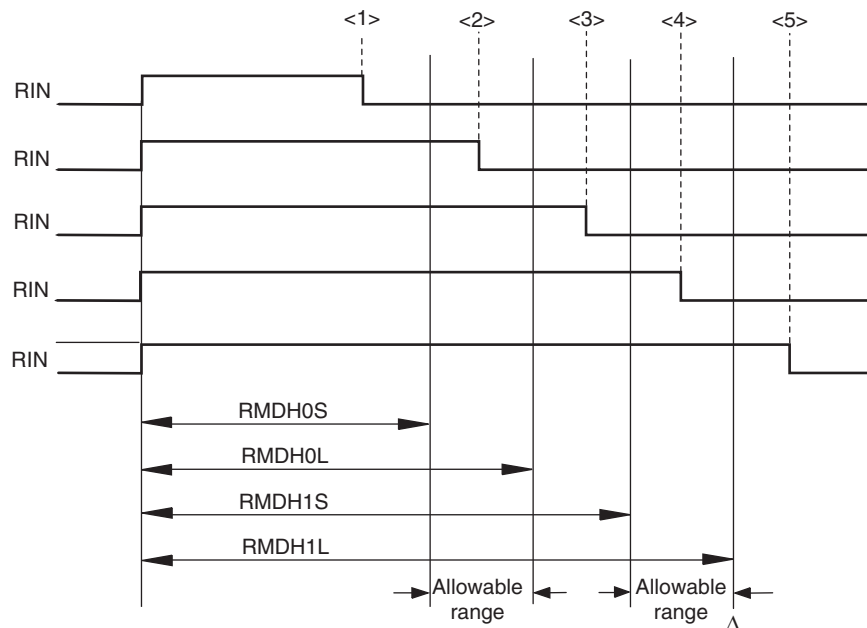 <1>
<2>
<3>
<4>
<5>
RIN
RIN
RIN
RIN
RIN
RMDH0S
RMDH0L
RMDH1S
RMDH1L
Allowable
range
Allowable
range
Δ